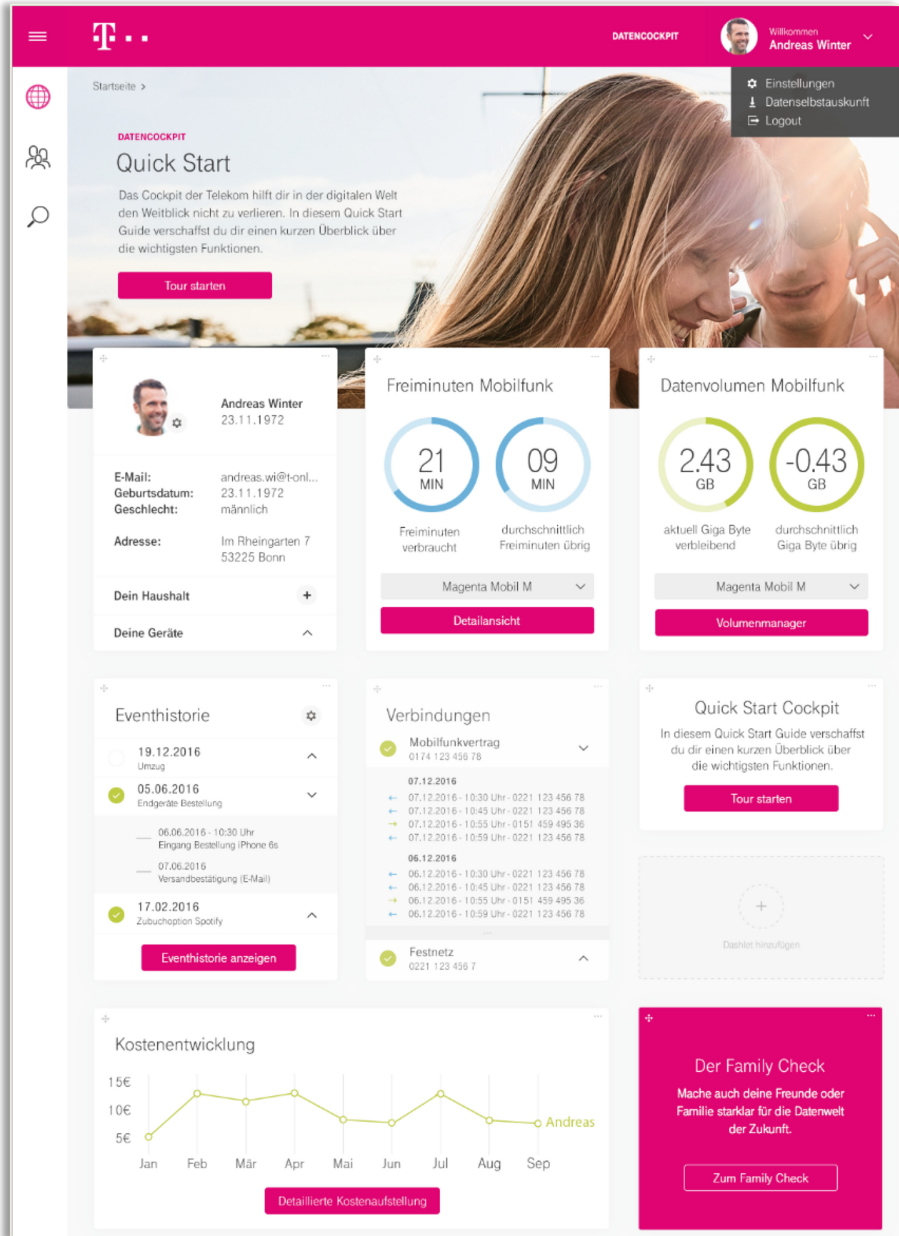 T
DATENCOCKPIT
Willkommen
Andreas Winter
Einstellungen
Datenselbstauskunft
Logout
Startseite >
DATENCOCKPIT
Quick Start
Das Cockpit der Telekom hilft dir in der digitalen Welt
den Weitblick nicht zu verlieren. In diesem Quick Start
Guide verschaffst du dir einen kurzen Überblick über
die wichtigsten Funktionen.
Tour starten
Andreas Winter
23.11.1972
E-Mail: andreas.wi@t-onl...
Geburtsdatum: 23.11.1972
Geschlecht: männlich
Adresse: Im Rheingarten 7
53225 Bonn
Dein Haushalt
Deine Geräte
Freiminuten Mobilfunk
21 09
MIN MIN
Freiminuten durchschnittlich
verbraucht Freiminuten übrig
Magenta Mobil M
Detailansicht
Datenvolumen Mobilfunk
2.43 -0.43
GB GB
aktuell Giga Byte durchschnittlich
verbleibend Giga Byte übrig
Magenta Mobil M
Volumenmanager
Eventhistorie
19.12.2016
Umzug
05.06.2016
Endgeräte Bestellung
06.06.2016 - 10:30 Uhr
Eingang Bestellung iPhone 6s
07.06.2016
Versandbestätigung (E-Mail)
17.02.2016
Zubuchoption Spotify
Eventhistorie anzeigen
Verbindungen
Mobilfunkvertrag
0174 123 456 78
07.12.2016
← 07.12.2016 - 10:30 Uhr - 0221 123 456 78
← 07.12.2016 - 10:45 Uhr - 0221 123 456 78
→ 07.12.2016 - 10:55 Uhr - 0151 459 495 36
← 07.12.2016 - 10:59 Uhr - 0221 123 456 78
06.12.2016
← 06.12.2016 - 10:30 Uhr - 0221 123 456 78
← 06.12.2016 - 10:45 Uhr - 0221 123 456 78
→ 06.12.2016 - 10:55 Uhr - 0151 459 495 36
← 06.12.2016 - 10:59 Uhr - 0221 123 456 78
Festnetz
0221 123 456 7
Quick Start Cockpit
In diesem Quick Start Guide verschaffst
du dir einen kurzen Überblick über
die wichtigsten Funktionen.
Tour starten
+
Dashlet hinzufügen
Kostenentwicklung
15€
10€
5€
Andreas
Jan Feb Mär Apr Mai Jun Jul Aug Sep
Detaillierte Kostenaufstellung
Der Family Check
Mache auch deine Freunde oder
Familie starklar für die Datenwelt
der Zukunft.
Zum Family Check